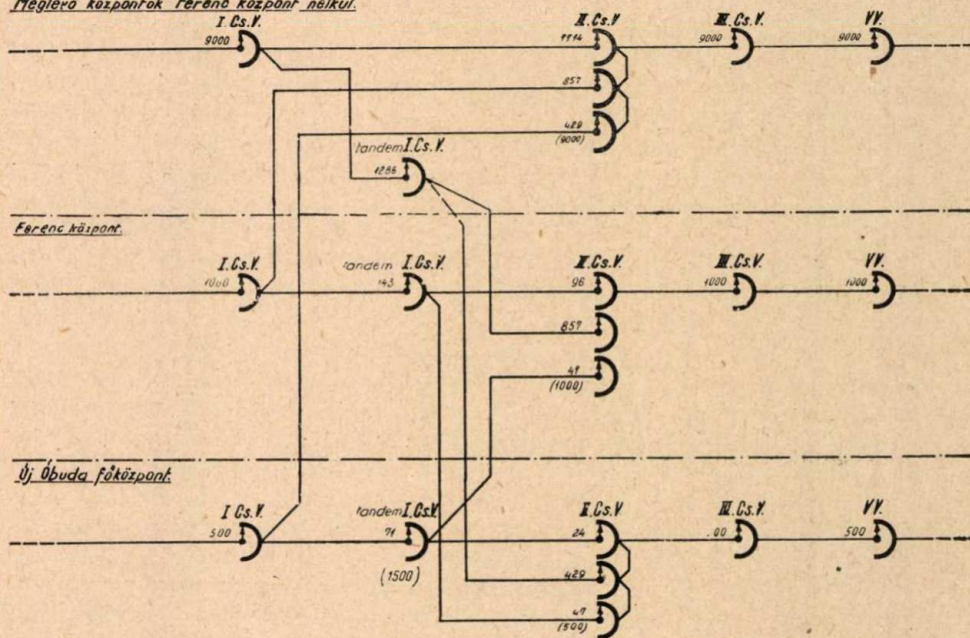 Meglévő központok Ferenc központ nélkül.
I. Cs. V. II. Cs. V III. Cs. V. VV.
9000 9000 9000
857
429
(9000)
tandem I. Cs. V.
1286
Ferenc központ.
I. Cs. V. tandem I. Cs. V. II. Cs. V. III. Cs. V. VV.
1000 143 96 1000 1000
857
(1000)
Új Óbuda főközpont.
I Cs. V. tandem I. Cs. V. II. Cs. V III. Cs. V. VV.
500 71 24 500
(1500)
429
47
(500)